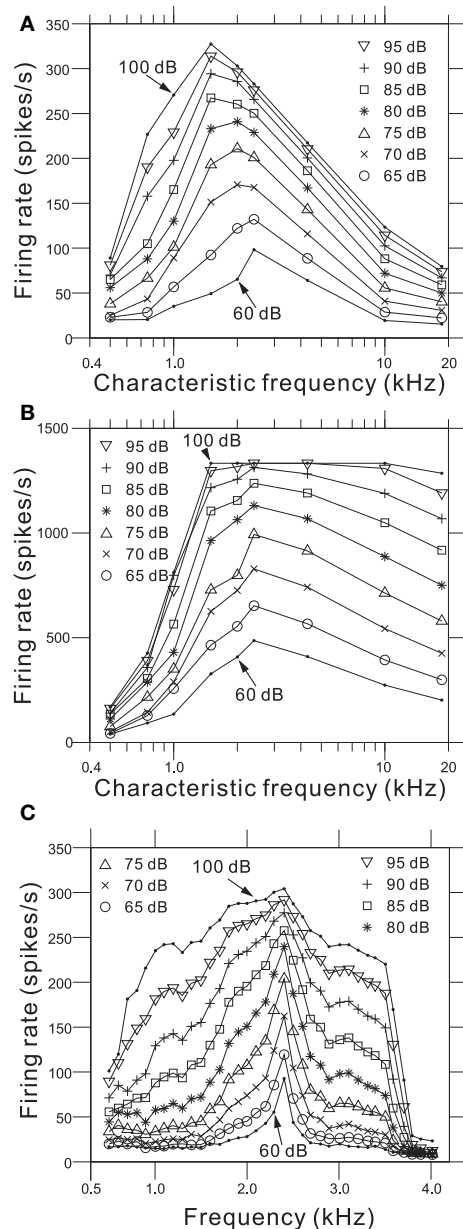 A
350
300
250
200
150
100
50
0
Firing rate (spikes/s)
100 dB
95 dB
90 dB
85 dB
80 dB
75 dB
70 dB
65 dB
60 dB
0.4
1.0
2.0
10
20
Characteristic frequency (kHz)
B
1500
1000
500
0
Firing rate (spikes/s)
100 dB
95 dB
90 dB
85 dB
80 dB
75 dB
70 dB
65 dB
60 dB
0.4
1.0
2.0
10
20
Characteristic frequency (kHz)
C
350
300
250
200
150
100
50
0
Firing rate (spikes/s)
75 dB
70 dB
65 dB
100 dB
95 dB
90 dB
85 dB
80 dB
60 dB
0.5
1.0
2.0
3.0
4.0
Frequency (kHz)